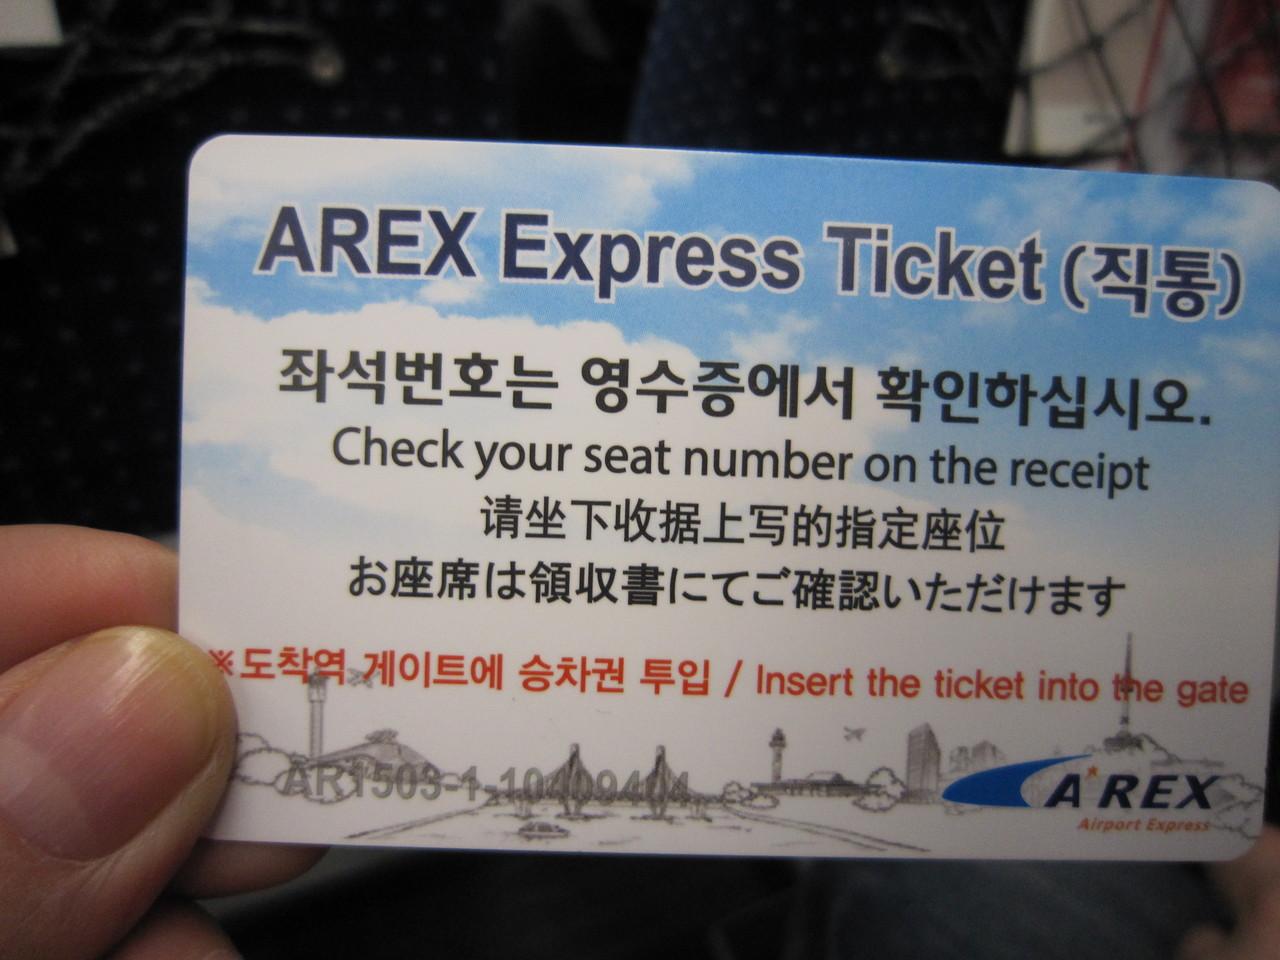 AREX Express Ticket (직통)
좌석번호는 영수증에서 확인하십시오.
Check your seat number on the receipt
请坐下收据上写的指定座位
お座席は領収書にてご確認いただけます
※도착역 게이트에 승차권 투입 / Insert the ticket into the gate
AR1503-1-10409404
A'REX
Airport Express